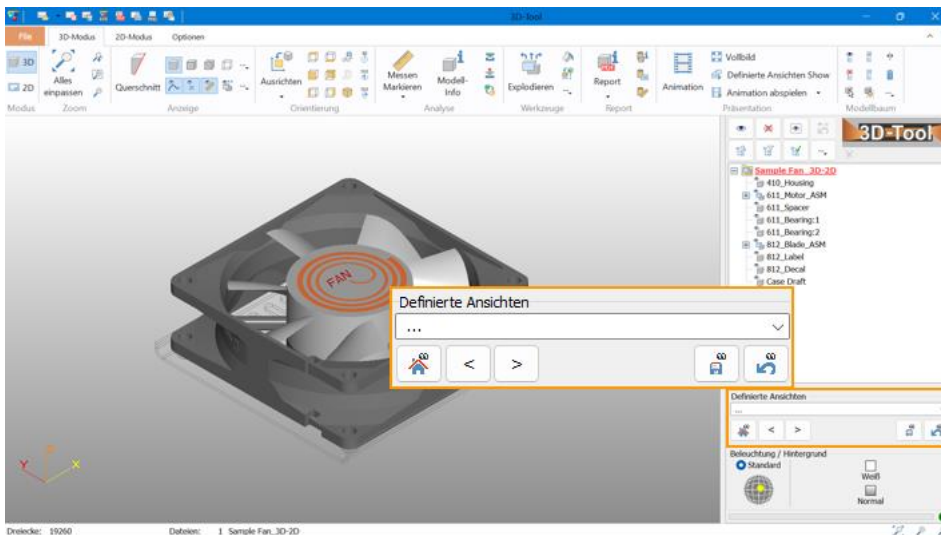 3D-Tool
File 3D-Modus 2D-Modus Optionen
3D
2D
Alles einpassen
Querschnitt
Ausrichten
Messen Markieren
Modell-Info
Explodieren
Report
Animation
Vollbild
Definierte Ansichten Show
Animation abspielen
Modus Zoom Anzeige Orientierung Analyse Werkzeuge Report Präsentation Modellbaum
3D-Tool
Sample Fan_3D-2D
410_Housing
611_Motor_ASM
611_Spacer
611_Bearing:1
611_Bearing:2
812_Blade_ASM
812_Label
812_Decal
Case Draft
FAN
Definierte Ansichten
...
< >
Definierte Ansichten
...
< >
Beleuchtung / Hintergrund
Standard
Weiß
Normal
Z
Y X
Dreiecke: 19260 Dateien: 1 Sample Fan_3D-2D